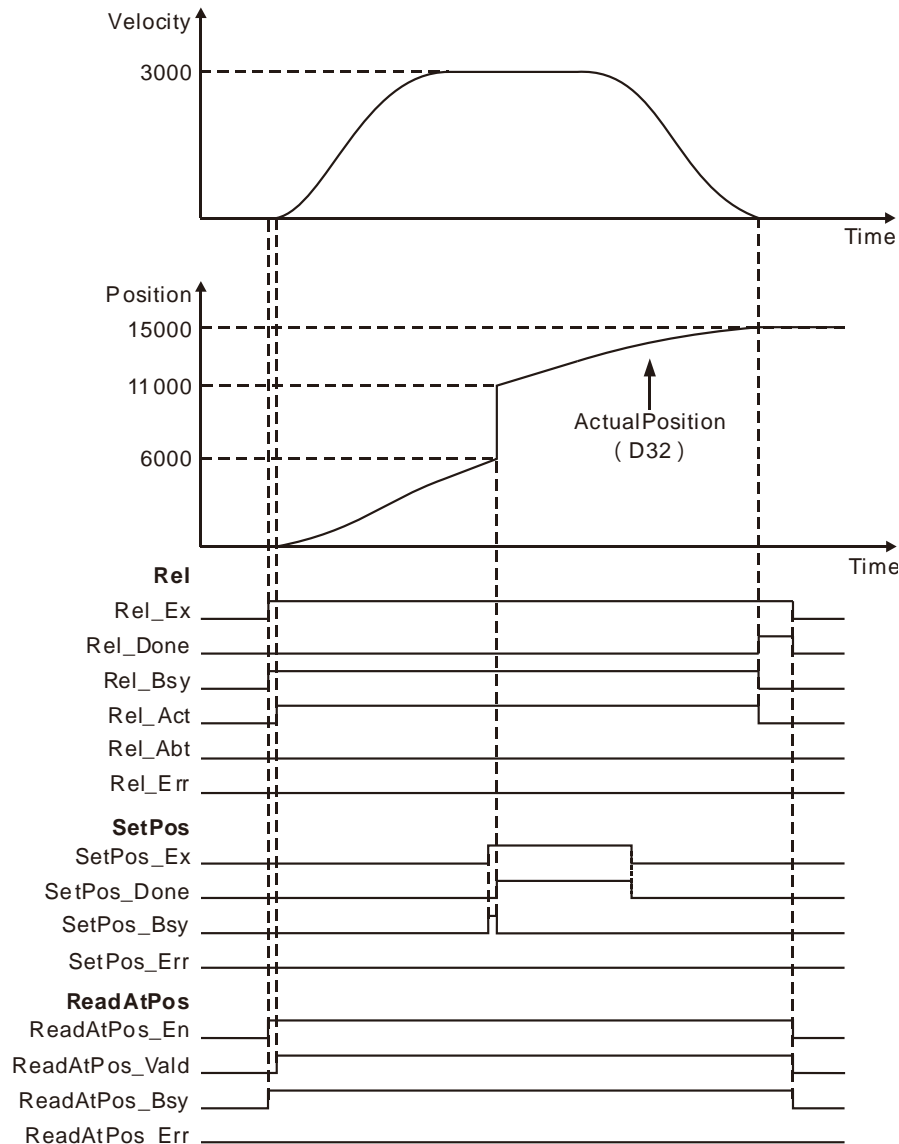 Velocity
3000
Time
Position
15000
11000
6000
ActualPosition
( D32 )
Time
Rel
Rel_Ex
Rel_Done
Rel_Bsy
Rel_Act
Rel_Abt
Rel_Err
SetPos
SetPos_Ex
SetPos_Done
SetPos_Bsy
SetPos_Err
ReadAtPos
ReadAtPos_En
ReadAtPos_Vald
ReadAtPos_Bsy
ReadAtPos_Err